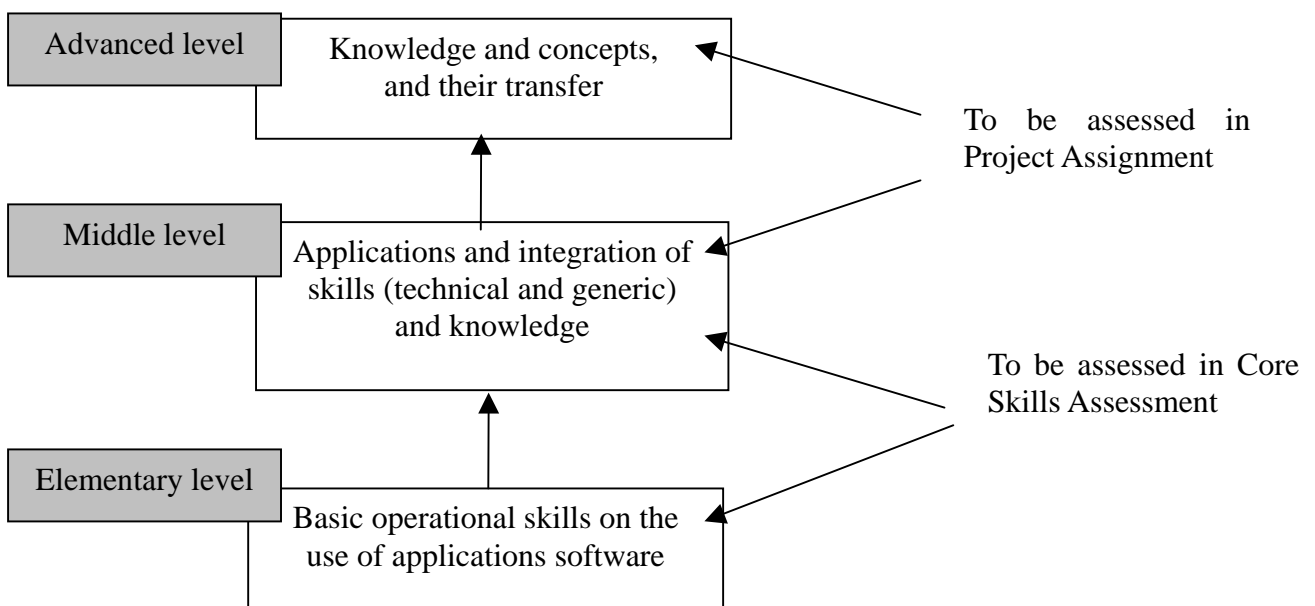 Advanced level
Knowledge and concepts,
and their transfer
To be assessed in
Project Assignment
Middle level
Applications and integration of
skills (technical and generic)
and knowledge
To be assessed in Core
Skills Assessment
Elementary level
Basic operational skills on the
use of applications software